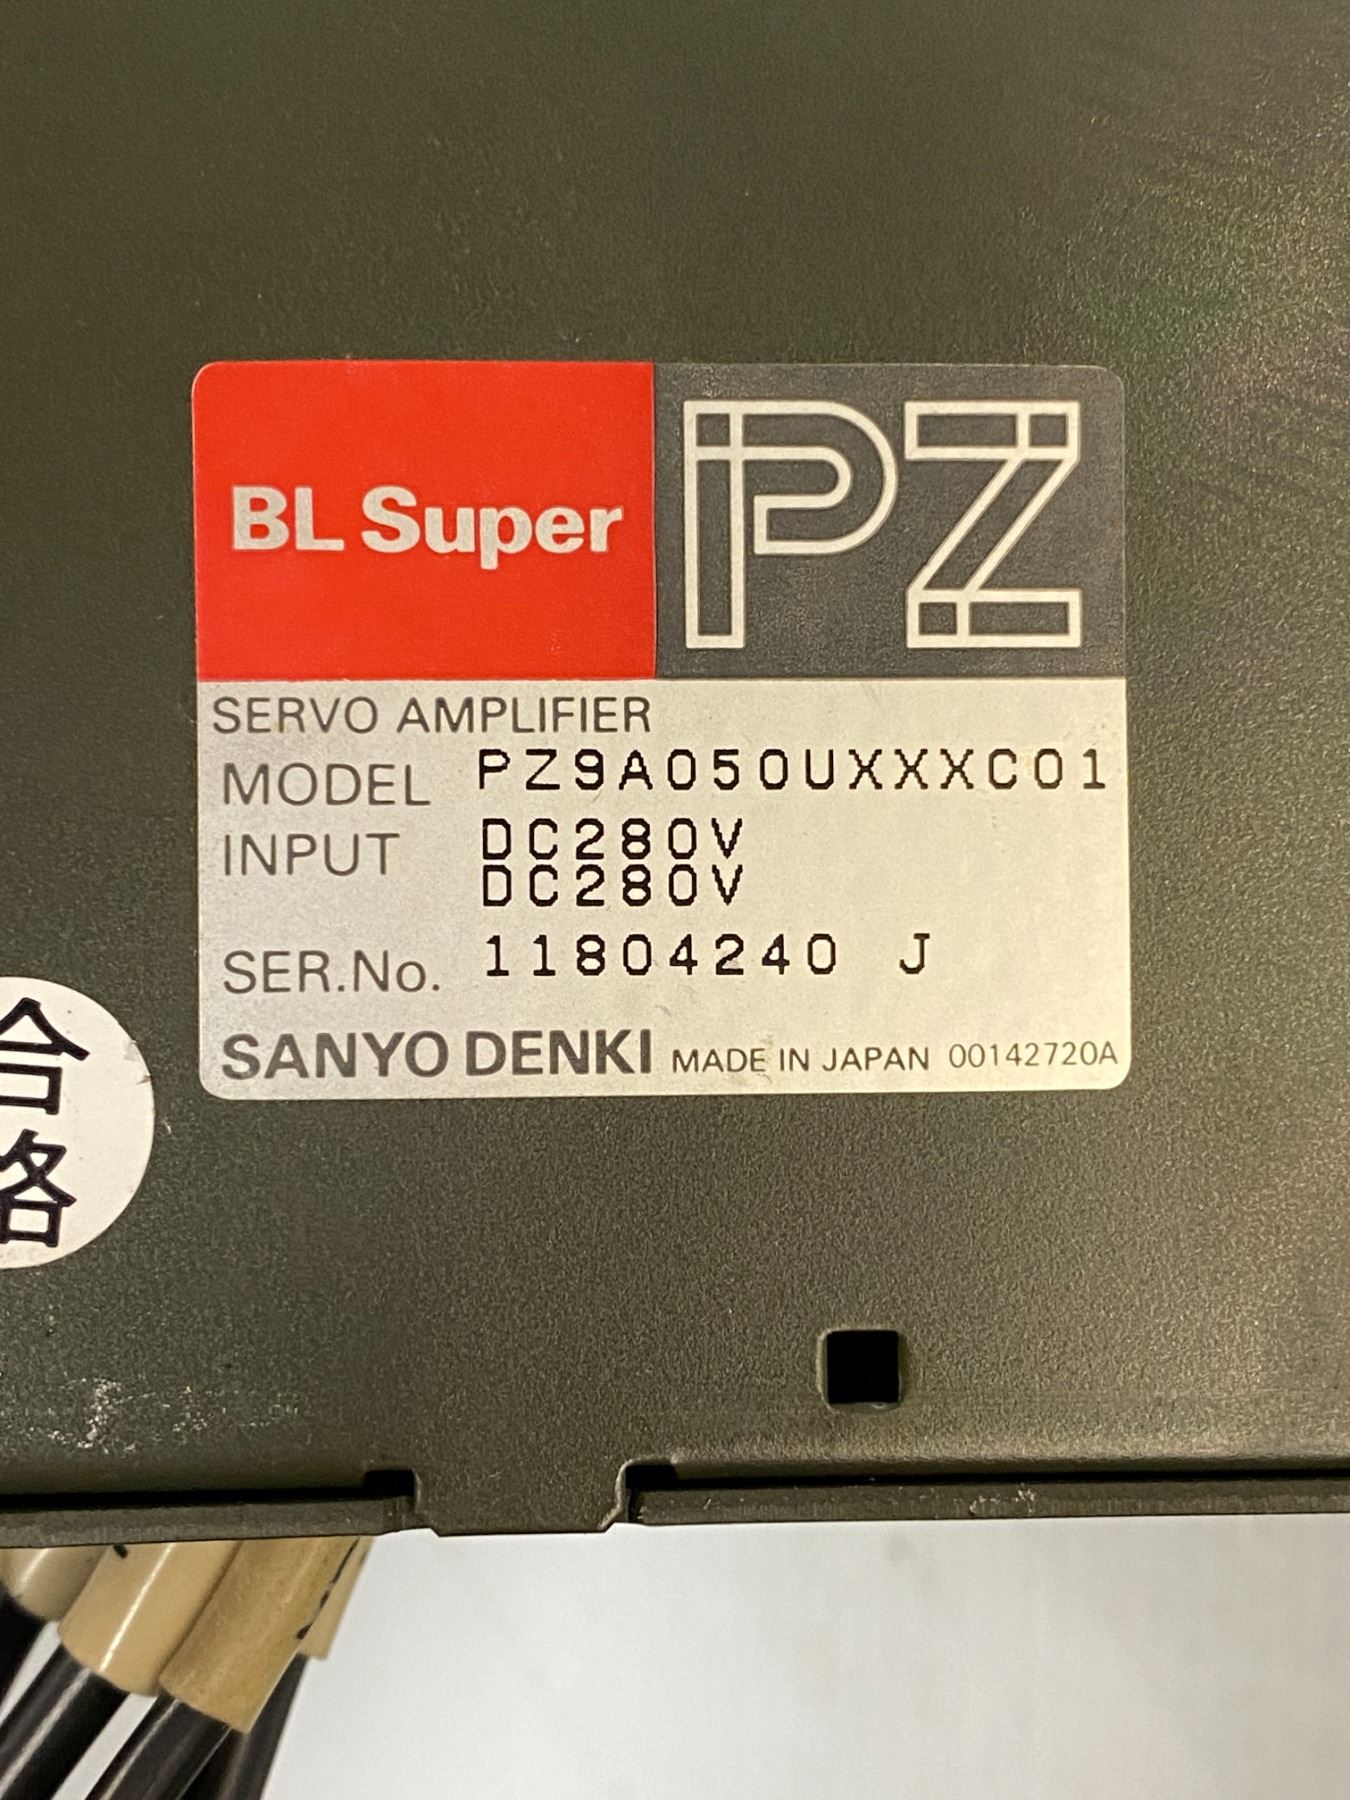 BL Super
PZ
SERVO AMPLIFIER
MODEL PZ9A050UXXXC01
INPUT DC280V
DC280V
SER.No. 11804240 J
SANYO DENKI MADE IN JAPAN 00142720A
合
格